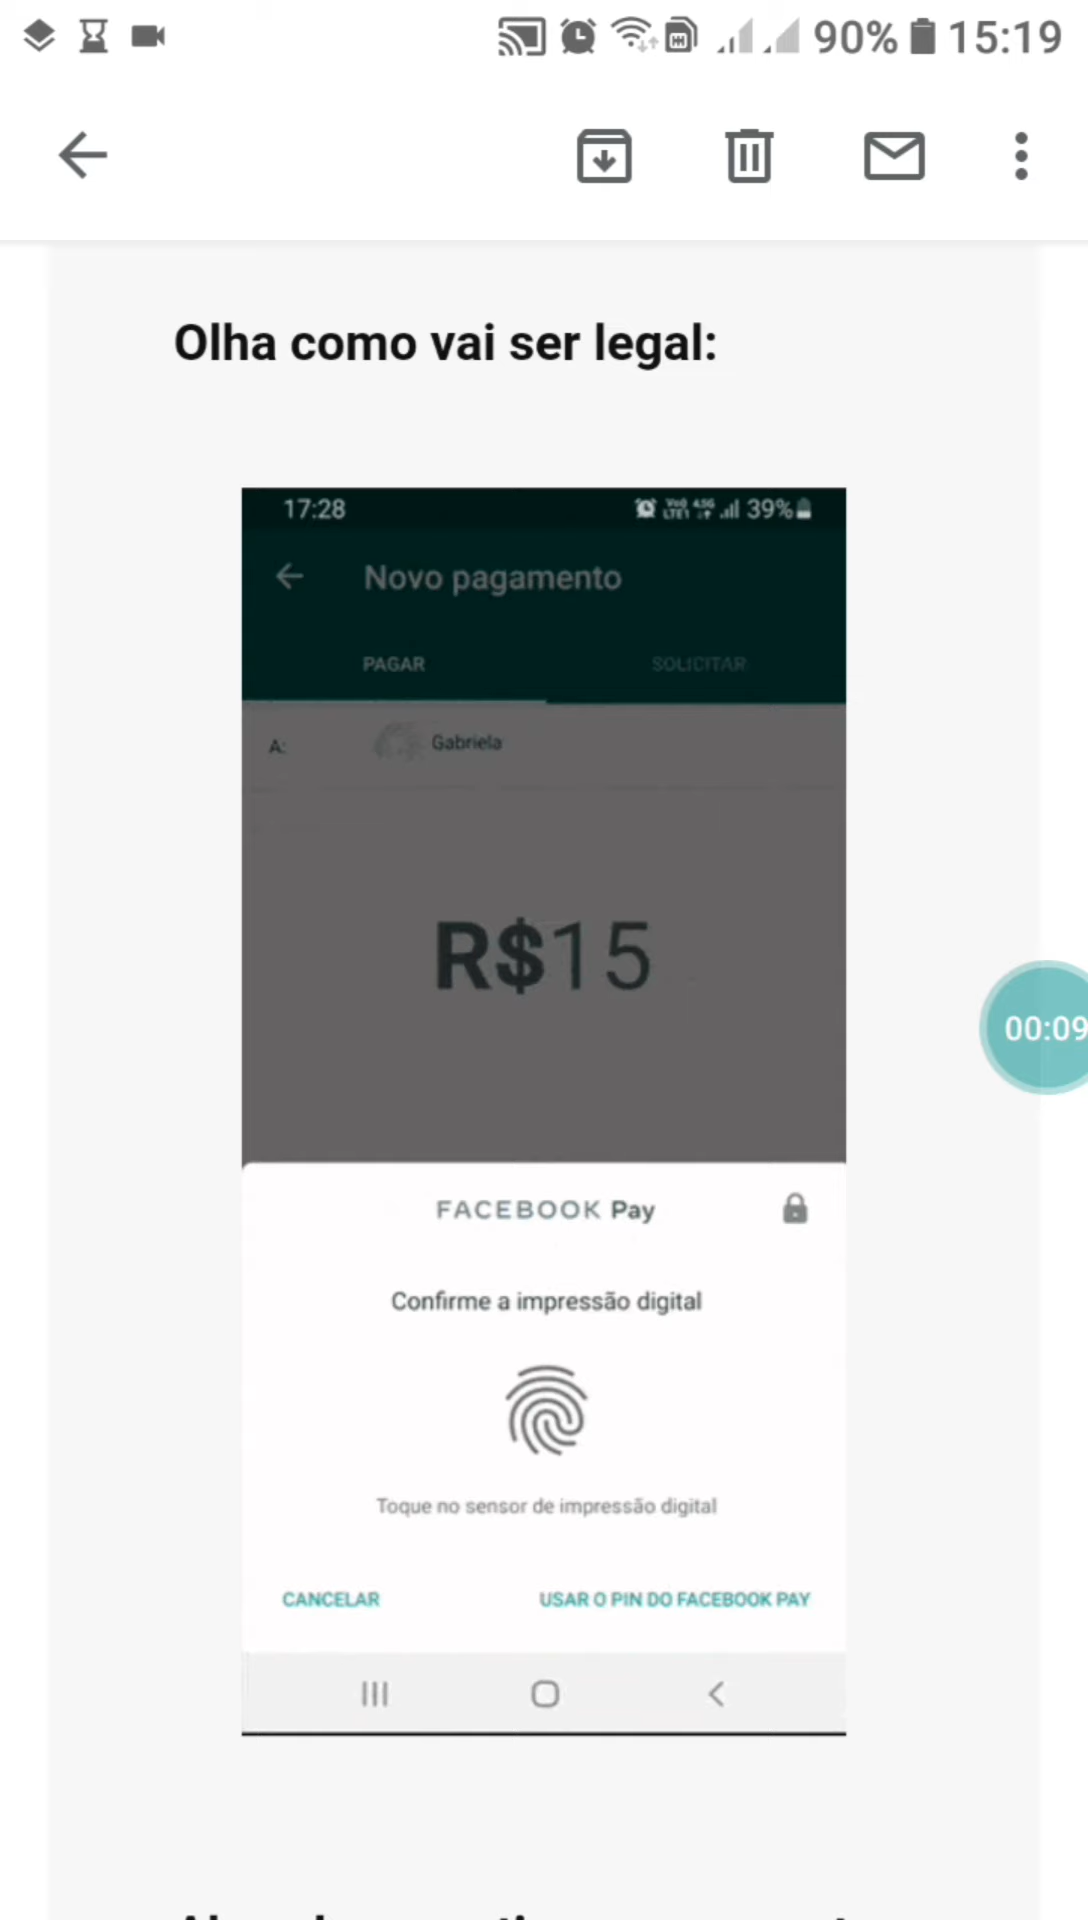 90% 15:19
Olha como vai ser legal:
17:28 39%
Novo pagamento
PAGAR SOLICITAR
A: Gabriela
R$15
00:09
FACEBOOK Pay
Confirme a impressão digital
Toque no sensor de impressão digital
CANCELAR USAR O PIN DO FACEBOOK PAY